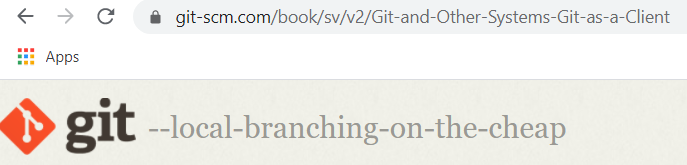 git-scm.com/book/sv/v2/Git-and-Other-Systems-Git-as-a-Client
Apps
git --local-branching-on-the-cheap